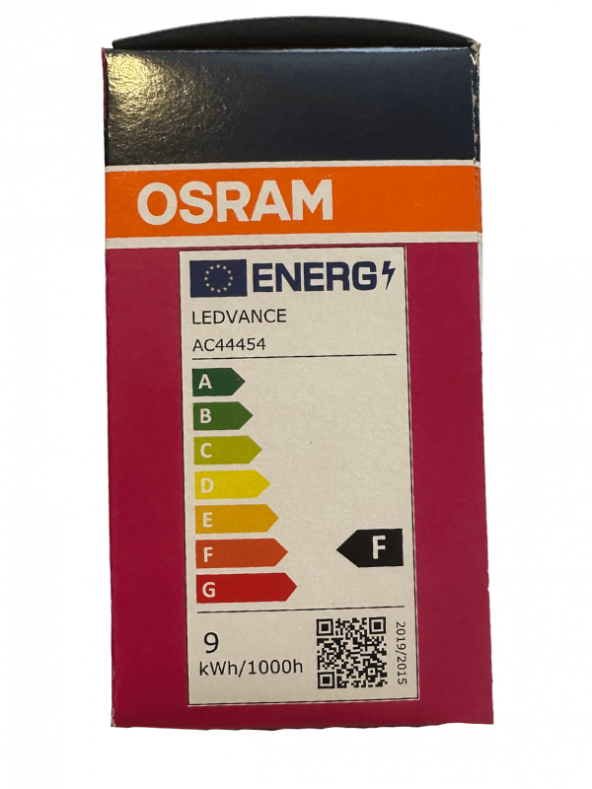 OSRAM
ENERG
LEDVANCE
AC44454
A
B
C
D
E
F
F
G
9
kWh/1000h
2019/2015